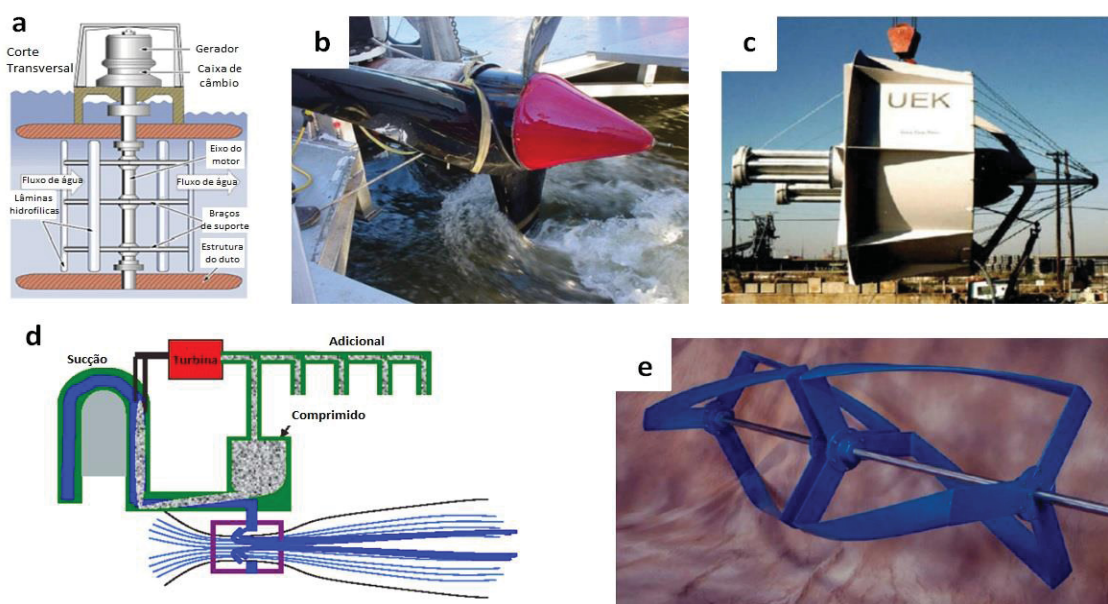 a
Corte
Transversal
Gerador
Caixa de
câmbio
Eixo do
motor
Fluxo de água
Fluxo de água
Lâminas
hidrofílicas
Braços
de suporte
Estrutura
do duto
b
c
UEK
d
Sucção
Turbina
Adicional
Comprimido
e